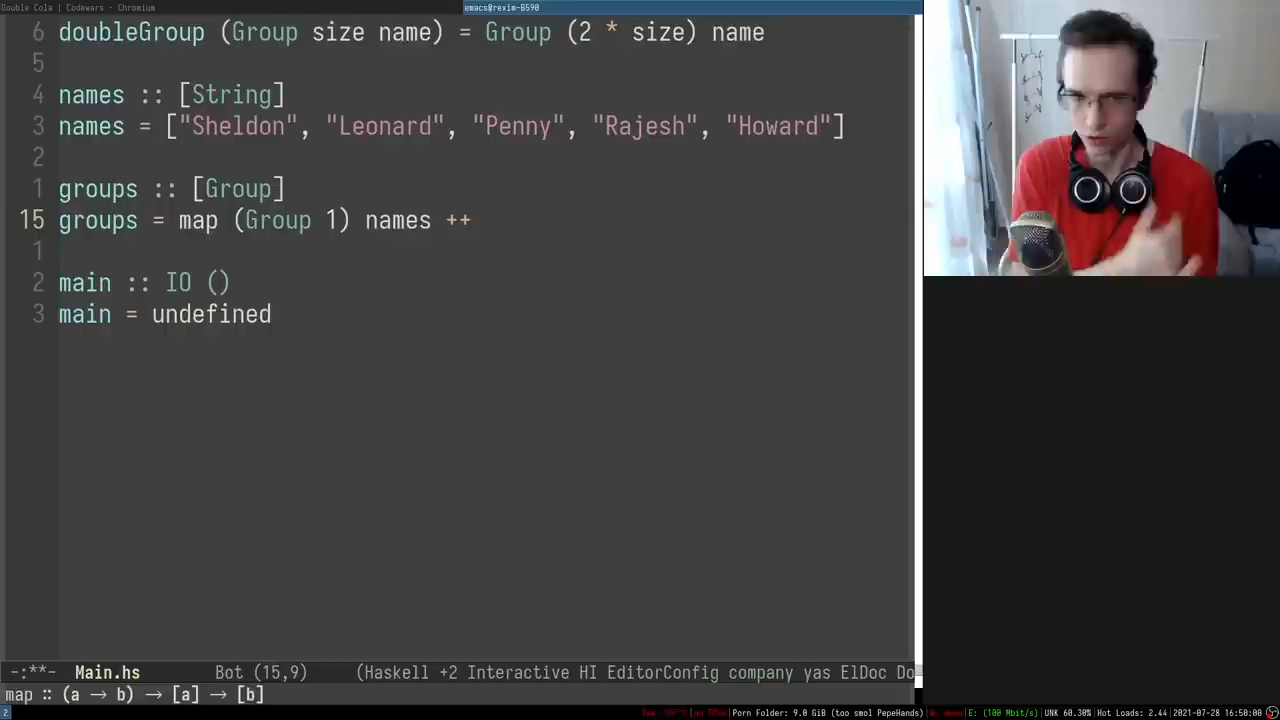 Double Cola | Codewars - Chromium
emacs@rexim-B590
6 doubleGroup (Group size name) = Group (2 * size) name
5
4 names :: [String]
3 names = ["Sheldon", "Leonard", "Penny", "Rajesh", "Howard"]
2
1 groups :: [Group]
15 groups = map (Group 1) names ++
1
2 main :: IO ()
3 main = undefined
-:**- Main.hs Bot (15,9) (Haskell +2 Interactive HI EditorConfig company yas ElDoc Do
map :: (a → b) → [a] → [b]
2 |Porn Folder: 9.0 GiB (too smol PepeHands)| |E: (100 Mbit/s)|UNK 60.30%|Hot Loads: 2.44|2021-07-28 16:50:00